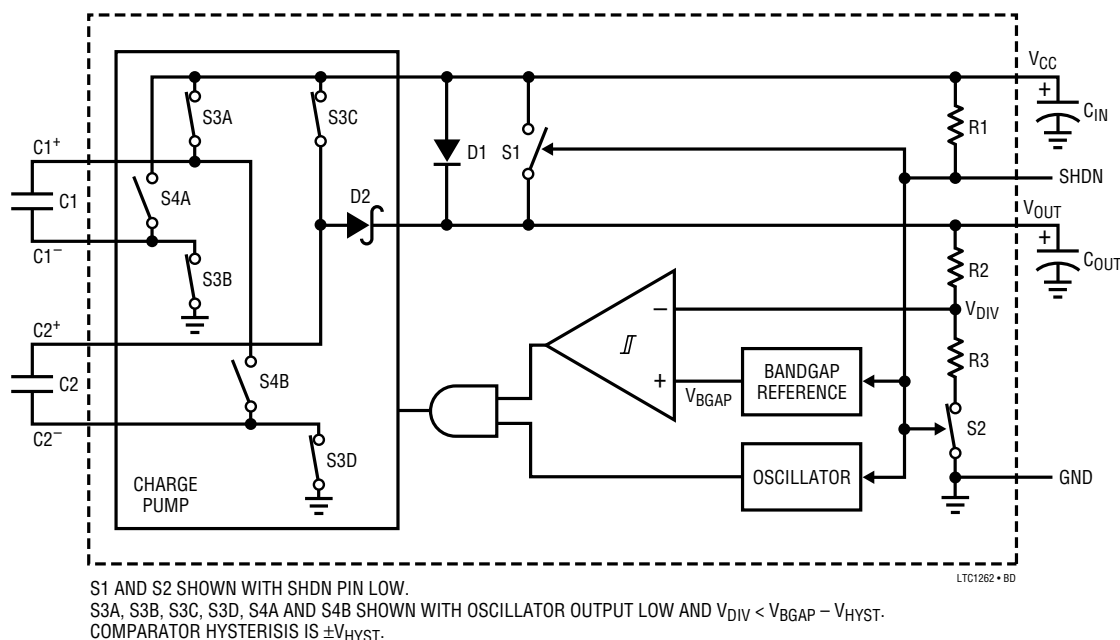 VCC
S3A
S3C
+
CIN
R1
C1+
D1
S1
SHDN
S4A
C1
D2
VOUT
+
C1−
S3B
R2
COUT
VDIV
−
C2+
R3
S4B
BANDGAP
REFERENCE
+
VBGAP
C2
S2
C2−
S3D
OSCILLATOR
GND
CHARGE
PUMP
LTC1262 • BD
S1 AND S2 SHOWN WITH SHDN PIN LOW.
S3A, S3B, S3C, S3D, S4A AND S4B SHOWN WITH OSCILLATOR OUTPUT LOW AND VDIV < VBGAP – VHYST.
COMPARATOR HYSTERISIS IS ±VHYST.